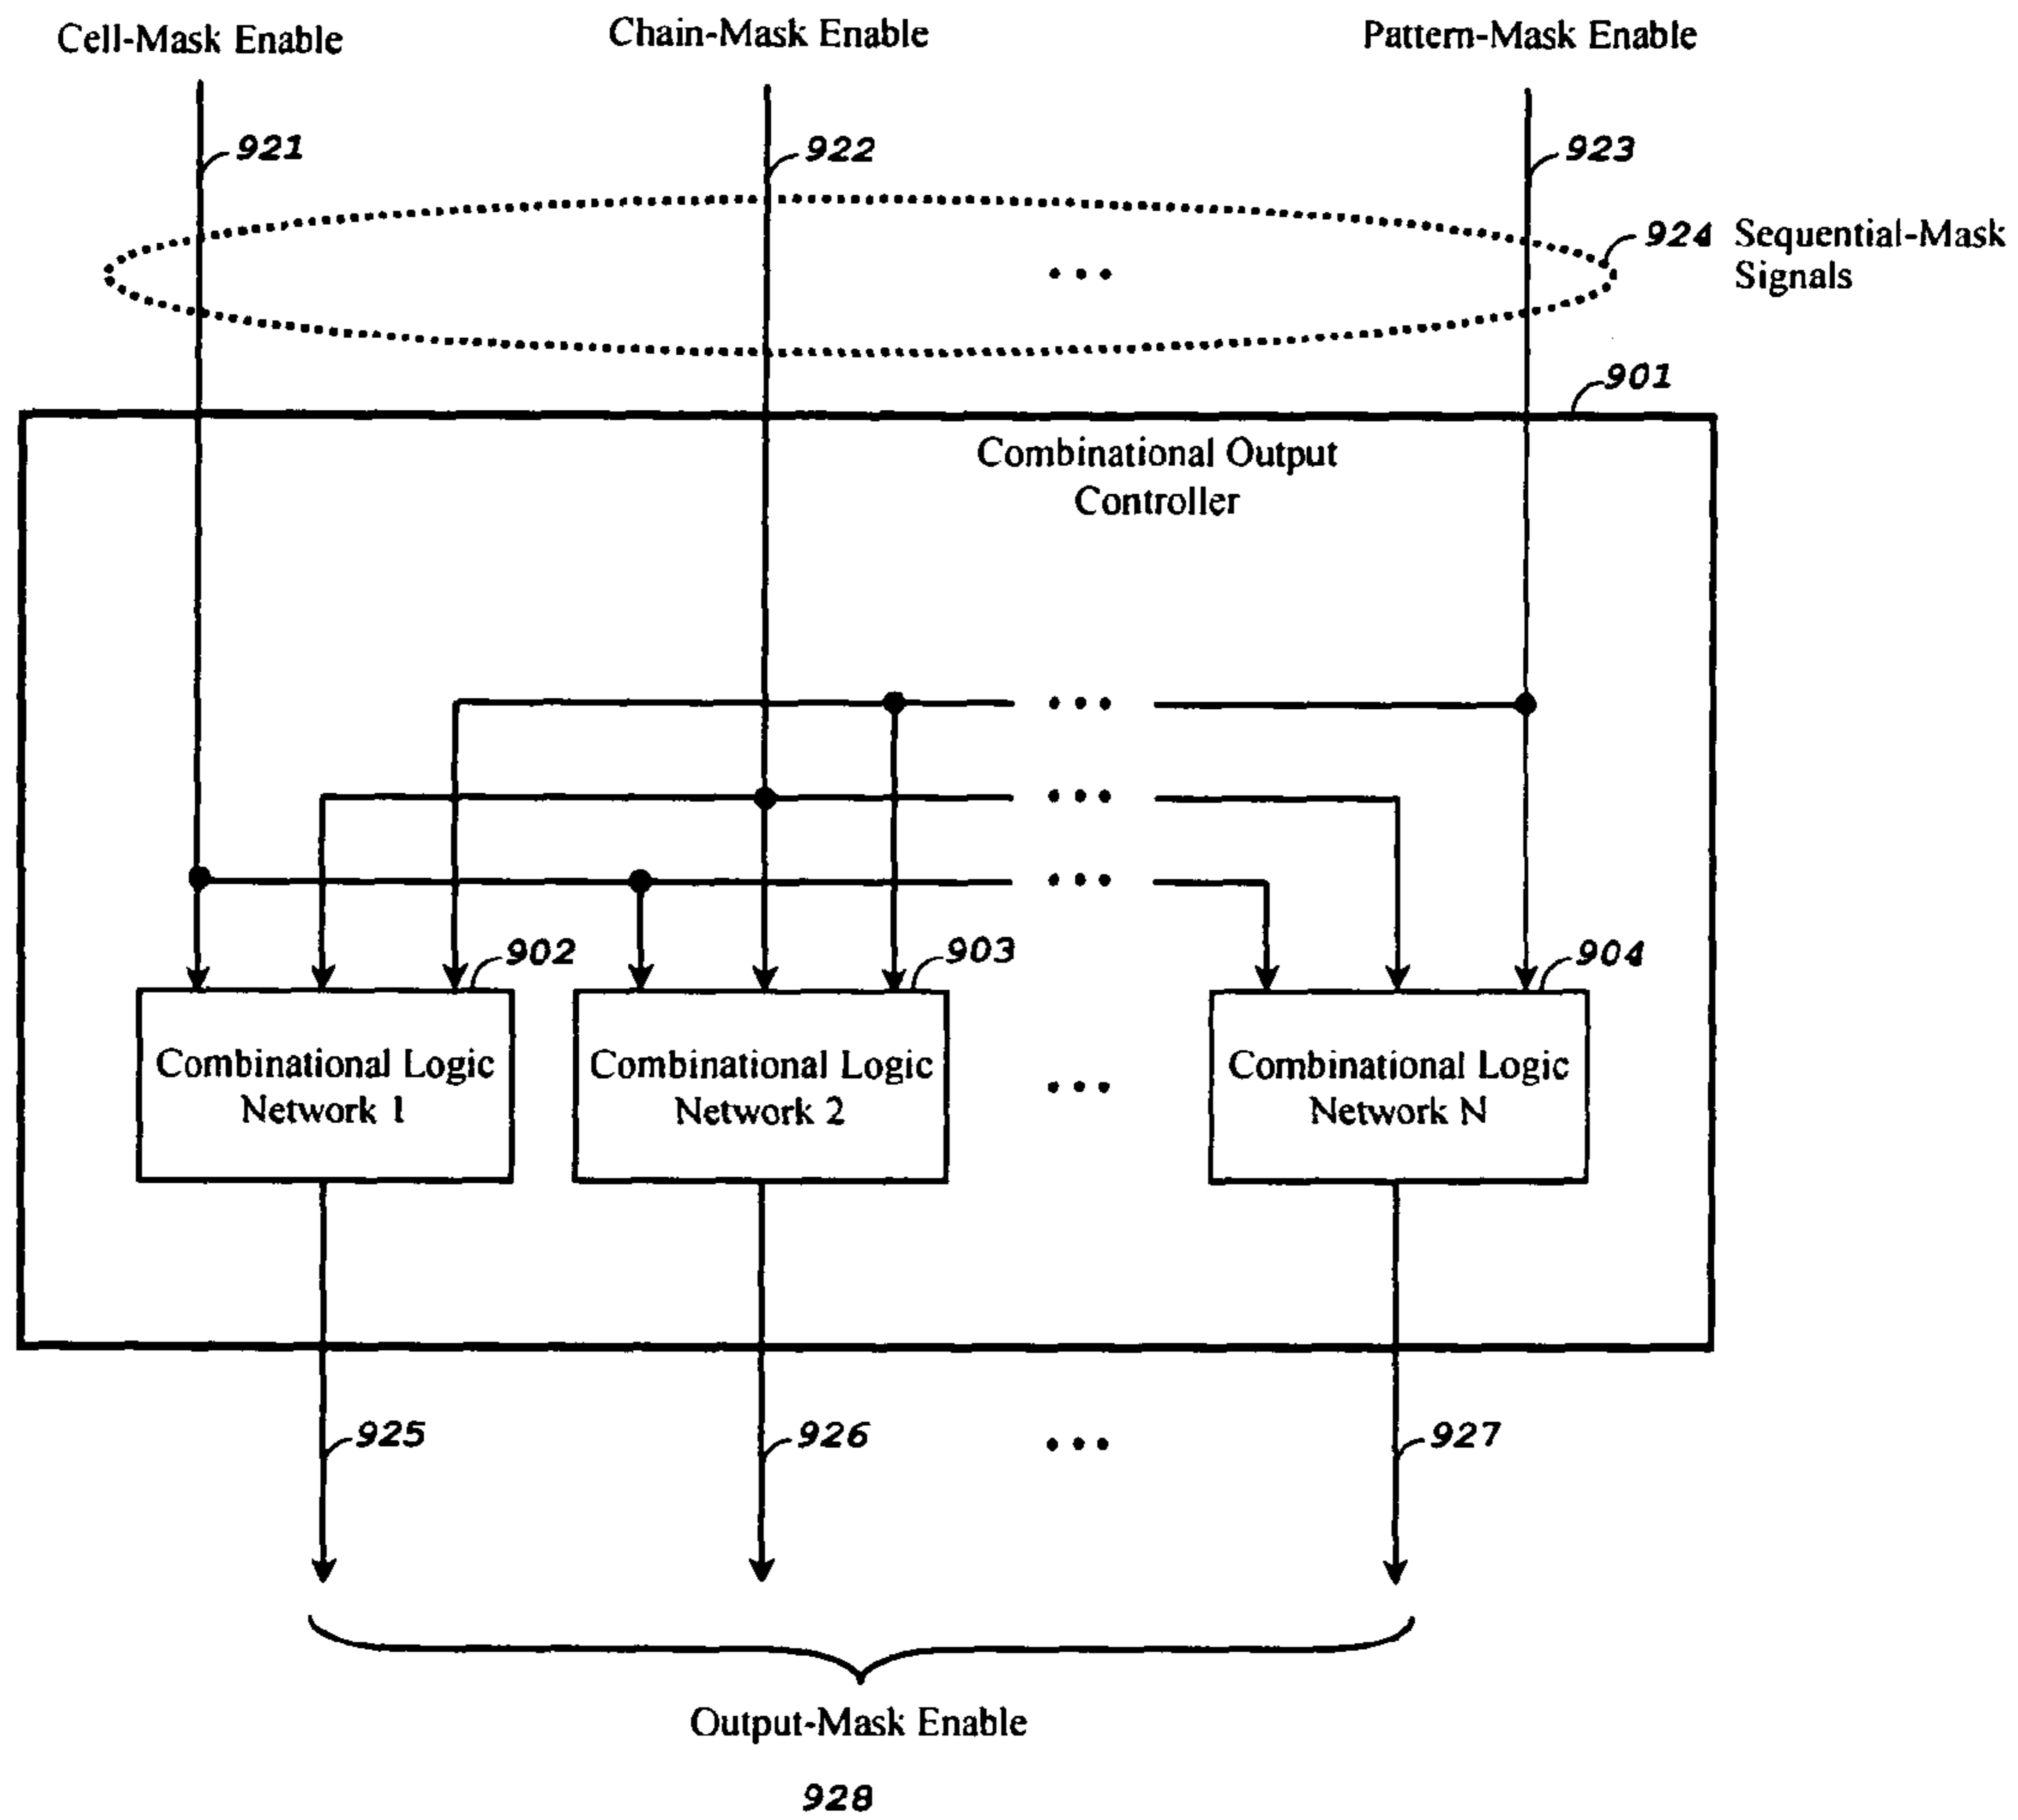 Cell-Mask Enable
Chain-Mask Enable
Pattern-Mask Enable
921
922
923
924 Sequential-Mask
Signals
901
Combinational Output
Controller
902
903
904
Combinational Logic
Network 1
Combinational Logic
Network 2
Combinational Logic
Network N
925
926
927
Output-Mask Enable
928